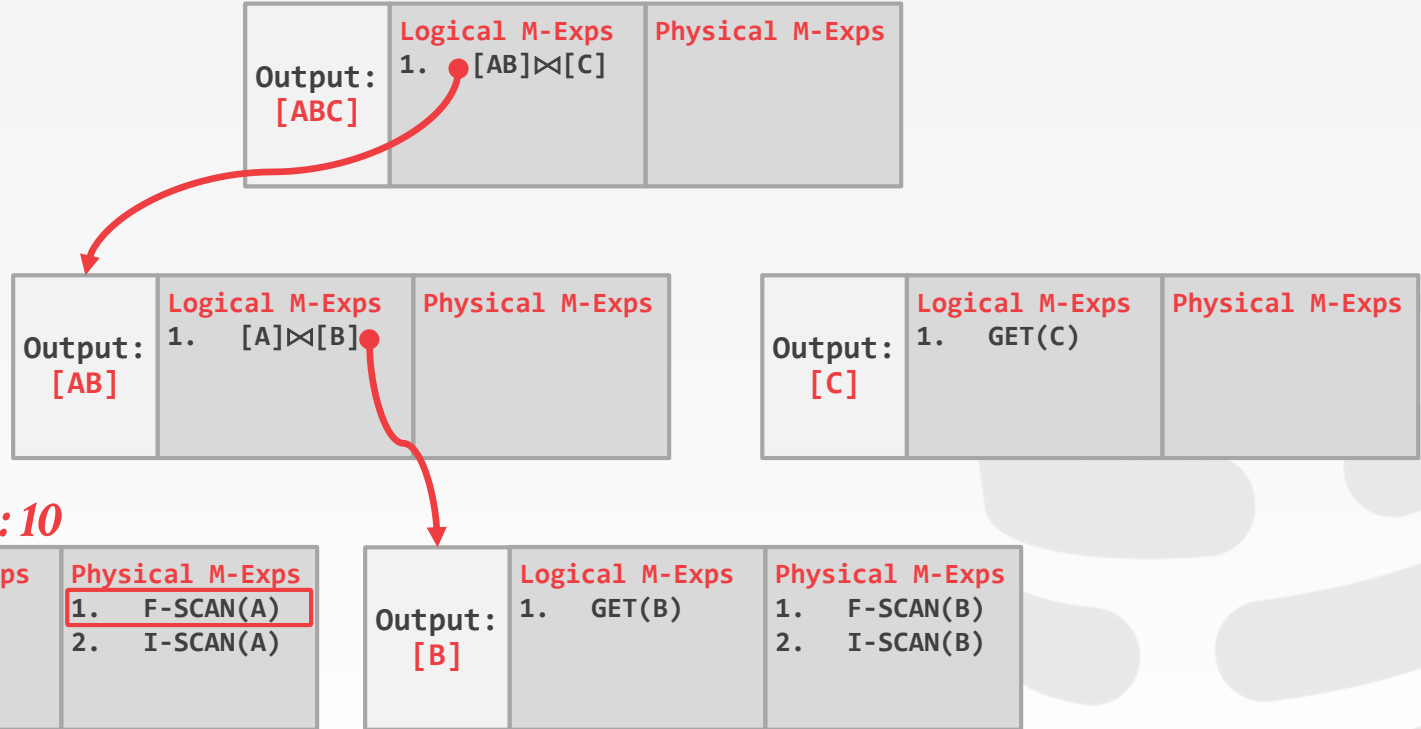 Output:
[ABC]
Logical M-Exps
1. [AB]⋈[C]
Physical M-Exps
Output:
[AB]
Logical M-Exps
1. [A]⋈[B]
Physical M-Exps
Output:
[C]
Logical M-Exps
1. GET(C)
Physical M-Exps
: 10
ps
Physical M-Exps
1. F-SCAN(A)
2. I-SCAN(A)
Output:
[B]
Logical M-Exps
1. GET(B)
Physical M-Exps
1. F-SCAN(B)
2. I-SCAN(B)